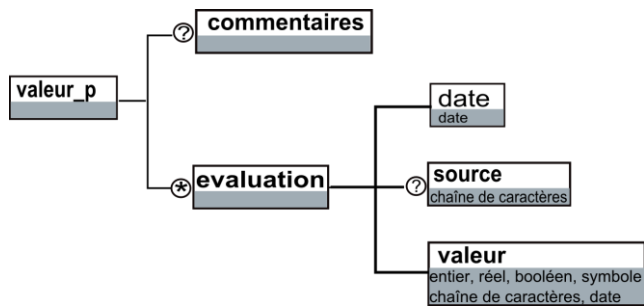 ? commentaires
valeur_p
date
date
* evaluation
? source
chaîne de caractères
valeur
entier, réel, booléen, symbole
chaîne de caractères, date